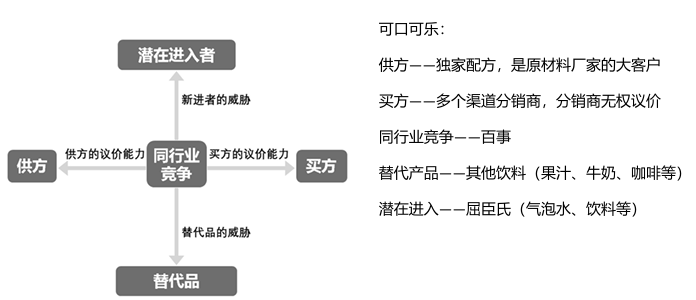 潜在进入者
新进者的威胁
供方
供方的议价能力
同行业
竞争
买方的议价能力
买方
替代品的威胁
替代品
可口可乐：
供方——独家配方，是原材料厂家的大客户
买方——多个渠道分销商，分销商无权议价
同行业竞争——百事
替代产品——其他饮料（果汁、牛奶、咖啡等）
潜在进入——屈臣氏（气泡水、饮料等）